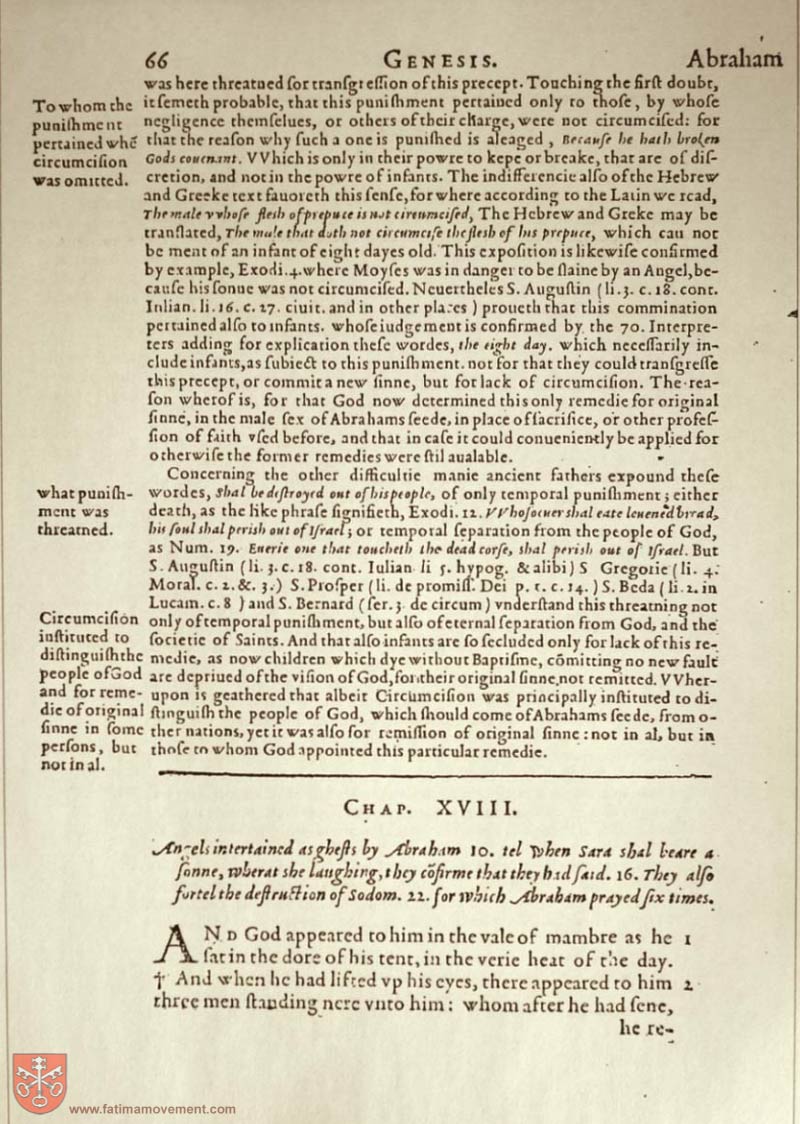 66 GENESIS. Abraham
was here threatned for transgression of this precept. Touching the first doubt,
To whom the
punishment
pertained whē
circumcision
was omitted.
it semeth probable, that this punishment pertained only to those, by whose
negligence themselues, or others of their charge, were not circumcised: for
that the reason why such a one is punished is aleaged, Because he hath broken
Gods couenant. VVhich is only in their powre to kepe or breake, that are of dis-
cretion, and not in the powre of infants. The indifferencie also of the Hebrew
and Greeke text fauoreth this sense, for where according to the Latin we read,
The male vvhose flesh of prepuce is not circumcised, The Hebrew and Greke may be
translated, The male that doth not circumcise the flesh of his prepuce, which can not
be ment of an infant of eight dayes old. This exposition is likewise confirmed
by example, Exodi. 4. where Moyses was in danger to be slaine by an Angel, be-
cause his sonne was not circumcised. Neuertheles S. Augustin (li. 3. c. 18. cont.
Iulian. li. 16. c. 27. ciuit. and in other places) proueth that this commination
pertained also to infants. whose iudgement is confirmed by the 70. Interpre-
ters adding for explication these wordes, the eight day. which necessarily in-
clude infants, as subiect to this punishment. not for that they could transgresse
this precept, or commit a new sinne, but for lack of circumcision. The rea-
son wherof is, for that God now determined this only remedie for original
sinne, in the male sex of Abrahams seede, in place of sacrifice, or other profes-
sion of faith vsed before, and that in case it could conueniently be applied for
otherwise the former remedies were stil aualable.
what punish-
ment was
threatned.
Concerning the other difficultie manie ancient fathers expound these
wordes, Shal be destroyed out of his people, of only temporal punishment; either
death, as the like phrase signifieth, Exodi. 12. VVhosoeuer shal eate leuened bread,
his soul shal perish out of Israel; or temporal separation from the people of God,
as Num. 19. Euerie one that toucheth the dead corse, shal perish out of Israel. But
S. Augustin (li. 3. c. 18. cont. Iulian li 5. hypog. & alibi) S Gregorie (li. 4.
Moral. c. 2. &. 3.) S. Prosper (li. de promiss. Dei p. 1. c. 14.) S. Beda (li. 2. in
Lucam. c. 8) and S. Bernard (ser. 3 de circum) vnderstand this threatning not
Circumcision
instituted to
distinguish the
people of God
and for reme-
die of original
sinne in some
persons, but
not in al.
only of temporal punishment, but also of eternal separation from God, and the
societie of Saints. And that also infants are so secluded only for lack of this re-
medie, as now children which dye without Baptisme, cōmitting no new fault
are depriued of the vision of God, for their original sinne, not remitted. VVher-
upon is geathered that albeit Circumcision was principally instituted to di-
stinguish the people of God, which should come of Abrahams seede, from o-
ther nations, yet it was also for remission of original sinne: not in al, but in
those to whom God appointed this particular remedie.
CHAP. XVIII.
Angels intertained as ghests by Abraham 10. tel when Sara shal beare a
sonne, wherat she laughing, they cōfirme that they had said. 16. They also
fortel the destruction of Sodom. 22. for which Abraham prayed six times.
AND God appeared to him in the vale of mambre as he 1
sat in the dore of his tent, in the verie heat of the day.
† And when he had lifted vp his eyes, there appeared to him 2
three men standing nere vnto him: whom after he had sene,
he re-
www.fatimamovement.com